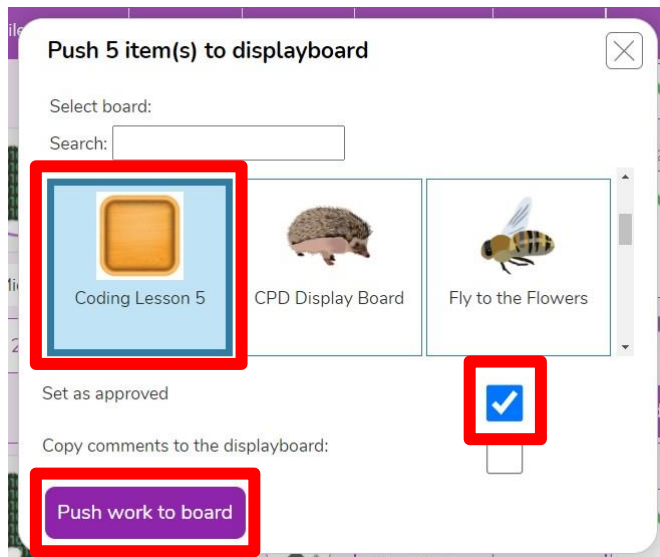 Push 5 item(s) to displayboard
Select board:
Search:
Coding Lesson 5
CPD Display Board
Fly to the Flowers
Set as approved
Copy comments to the displayboard:
Push work to board